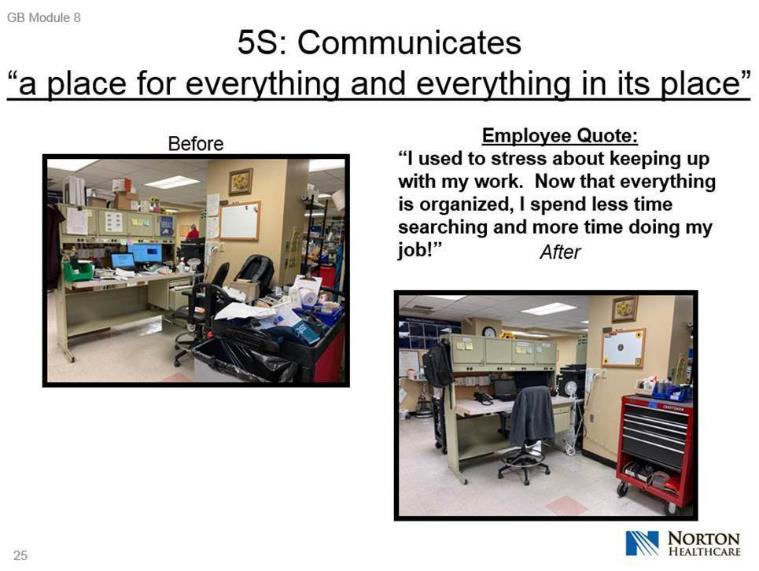 GB Module 8
5S: Communicates
“a place for everything and everything in its place”
Before
Employee Quote:
“I used to stress about keeping up
with my work.  Now that everything
is organized, I spend less time
searching and more time doing my
job!”
After
CRAFTSMAN
25
NORTON
HEALTHCARE